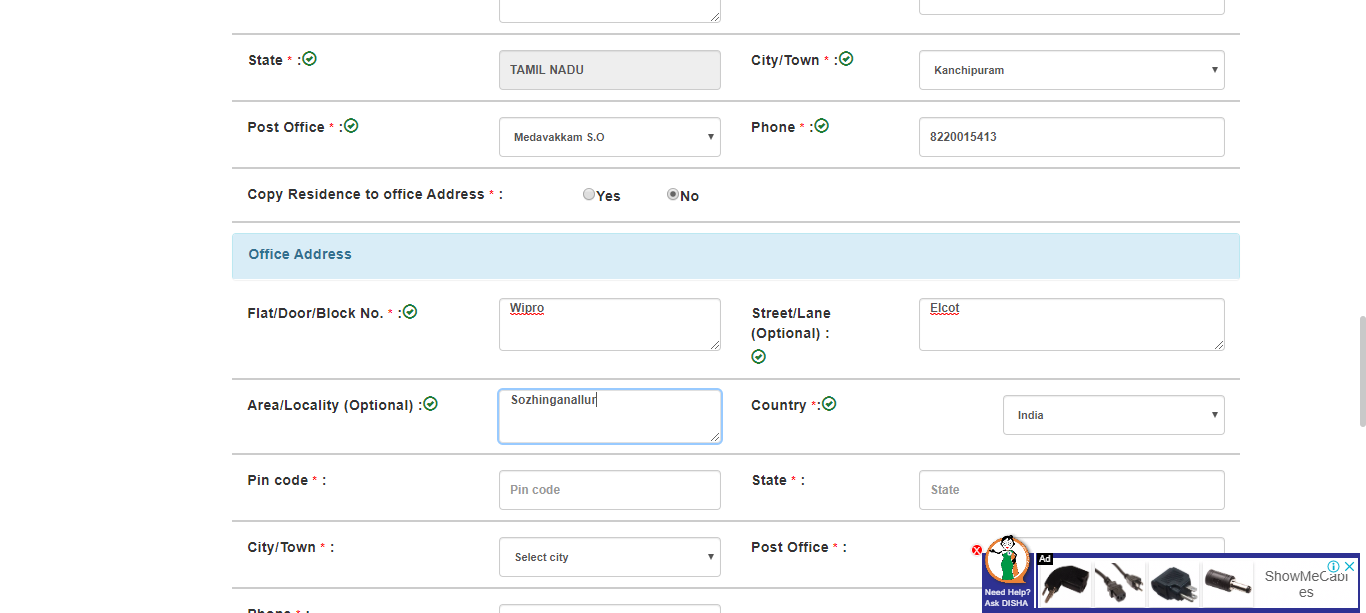 State * :
TAMIL NADU
City/Town * :
Kanchipuram
Post Office * :
Medavakkam S.O
Phone * :
8220015413
Copy Residence to office Address * :
Yes
No
Office Address
Flat/Door/Block No. * :
Wipro
Street/Lane
(Optional) :
Elcot
Area/Locality (Optional) :
Sozhinganallur
Country *:
India
Pin code * :
Pin code
State * :
State
City/Town * :
Select city
Post Office * :
Need Help?
Ask DISHA
Ad
ShowMeCabl
es
Phone * :